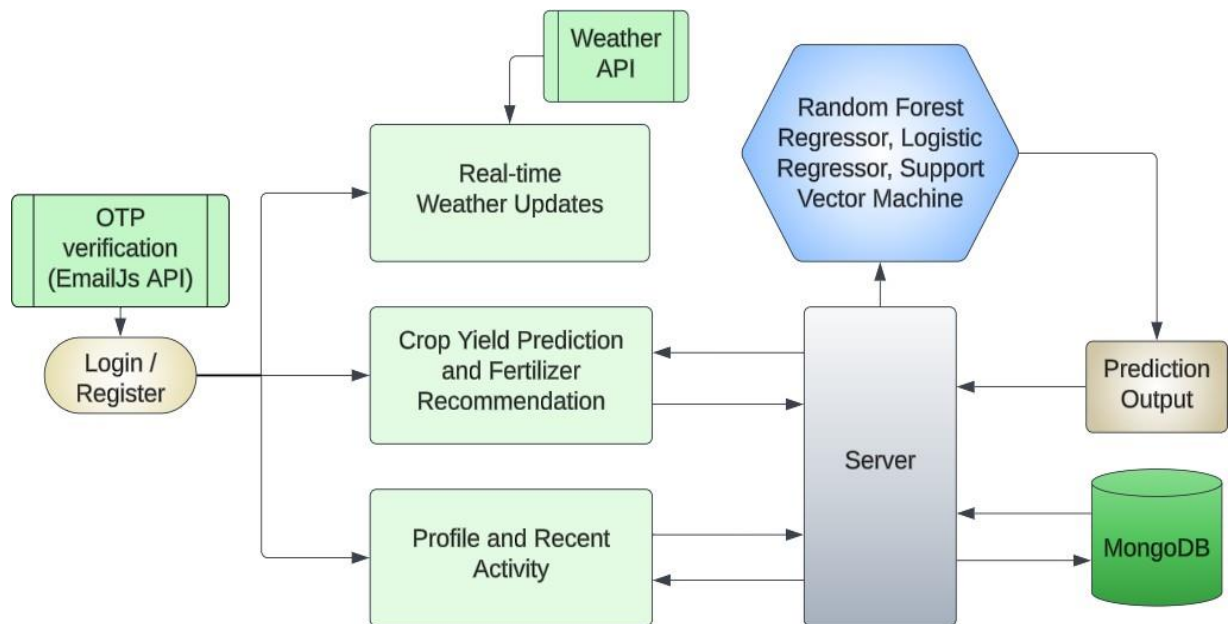 Weather
API
Random Forest
Regressor, Logistic
Regressor, Support
Vector Machine
Real-time
Weather Updates
OTP
verification
(EmailJs API)
Login /
Register
Crop Yield Prediction
and Fertilizer
Recommendation
Prediction
Output
Server
Profile and Recent
Activity
MongoDB